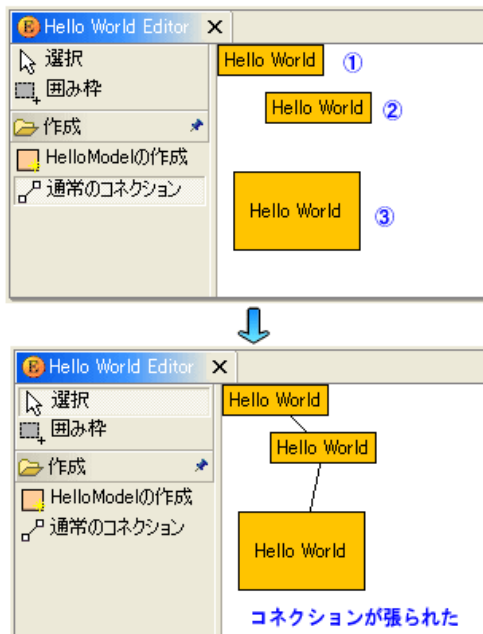 Hello World Editor
選択
囲み枠
作成
HelloModelの作成
通常のコネクション
Hello World ①
Hello World ②
Hello World ③
Hello World Editor
選択
囲み枠
作成
HelloModelの作成
通常のコネクション
Hello World
Hello World
Hello World
コネクションが張られた